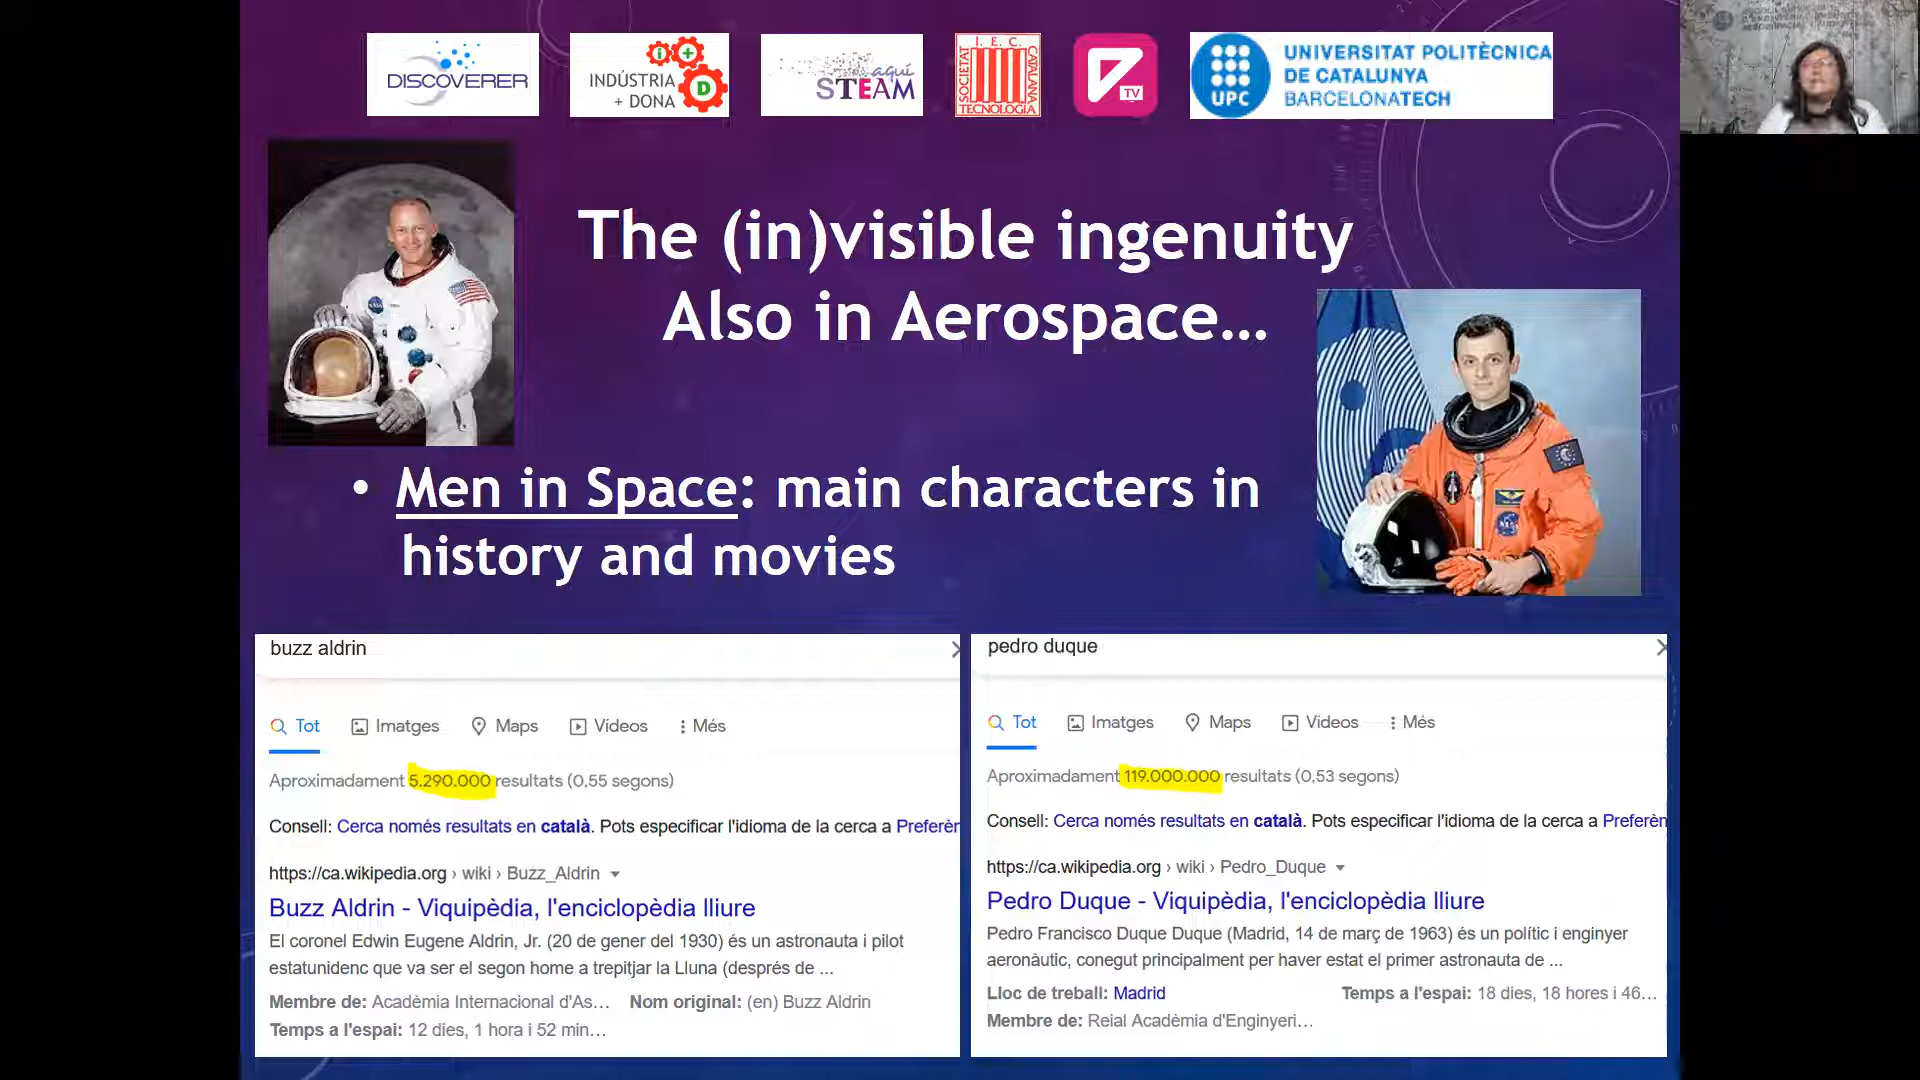 DISCOVERER
INDÚSTRIA
+ DONA
i + D
aquí
STEAM
I. E. C.
SOCIETAT
CATALANA
TECNOLOGIA
TV
UPC
UNIVERSITAT POLITÈCNICA
DE CATALUNYA
BARCELONATECH
The (in)visible ingenuity
Also in Aerospace...
• Men in Space: main characters in
history and movies
buzz aldrin
Tot Imatges Maps Vídeos Més
Aproximadament 5.290.000 resultats (0,55 segons)
Consell: Cerca només resultats en català. Pots especificar l'idioma de la cerca a Preferèn
https://ca.wikipedia.org › wiki › Buzz_Aldrin
Buzz Aldrin - Viquipèdia, l'enciclopèdia lliure
El coronel Edwin Eugene Aldrin, Jr. (20 de gener del 1930) és un astronauta i pilot
estatunidenc que va ser el segon home a trepitjar la Lluna (després de ...
Membre de: Acadèmia Internacional d'As... Nom original: (en) Buzz Aldrin
Temps a l'espai: 12 dies, 1 hora i 52 min...
pedro duque
Tot Imatges Maps Videos Més
Aproximadament 119.000.000 resultats (0,53 segons)
Consell: Cerca només resultats en català. Pots especificar l'idioma de la cerca a Preferèn
https://ca.wikipedia.org › wiki › Pedro_Duque
Pedro Duque - Viquipèdia, l'enciclopèdia lliure
Pedro Francisco Duque Duque (Madrid, 14 de març de 1963) és un polític i enginyer
aeronàutic, conegut principalment per haver estat el primer astronauta de ...
Lloc de treball: Madrid Temps a l'espai: 18 dies, 18 hores i 46...
Membre de: Reial Acadèmia d'Enginyeri...